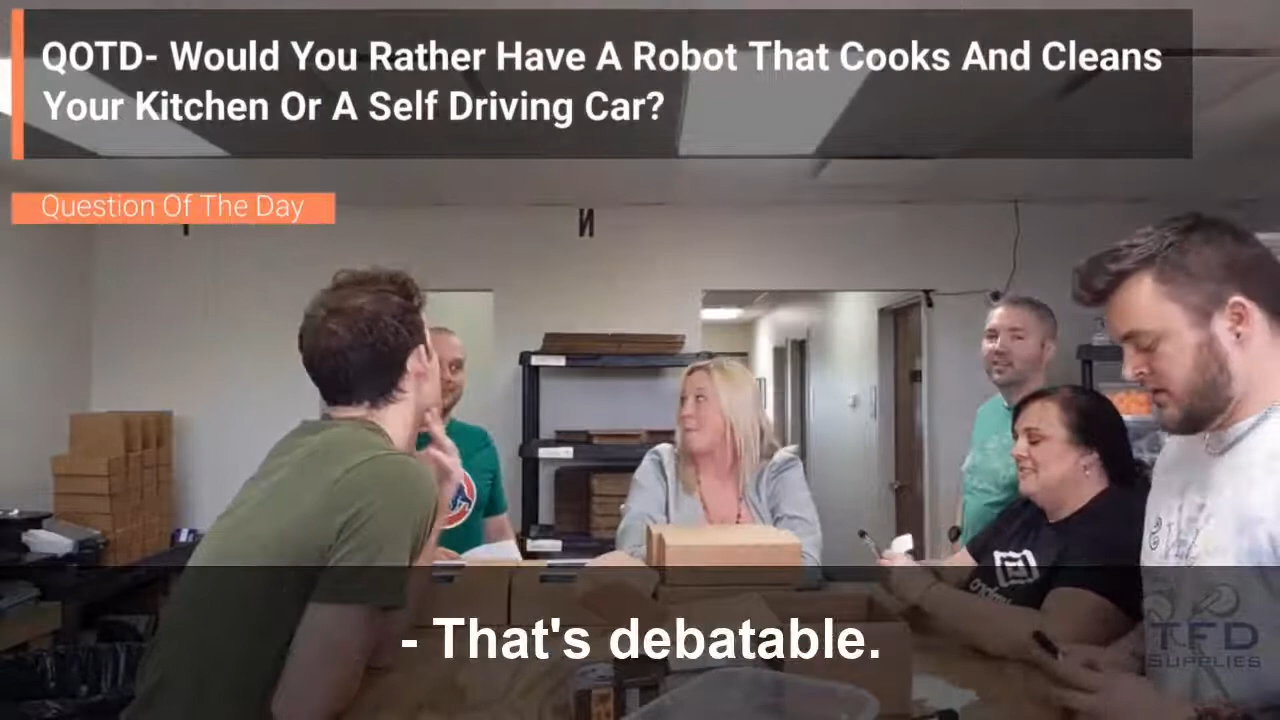 QOTD- Would You Rather Have A Robot That Cooks And Cleans
Your Kitchen Or A Self Driving Car?
Question Of The Day
- That's debatable.
TFD
SUPPLIES